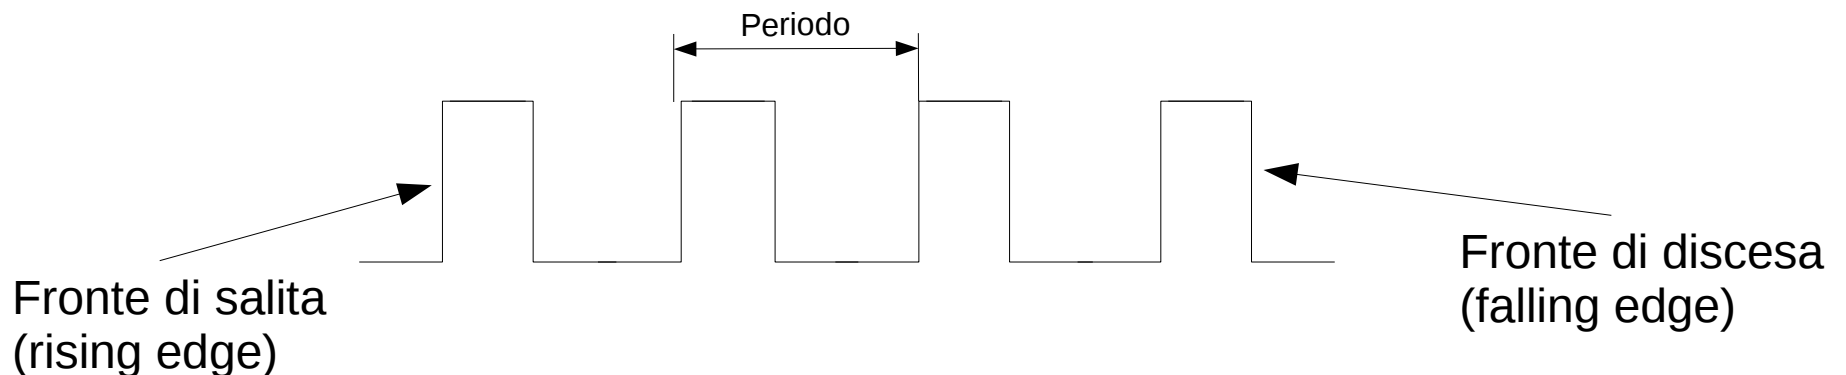 Periodo
Fronte di salita
(rising edge)
Fronte di discesa
(falling edge)